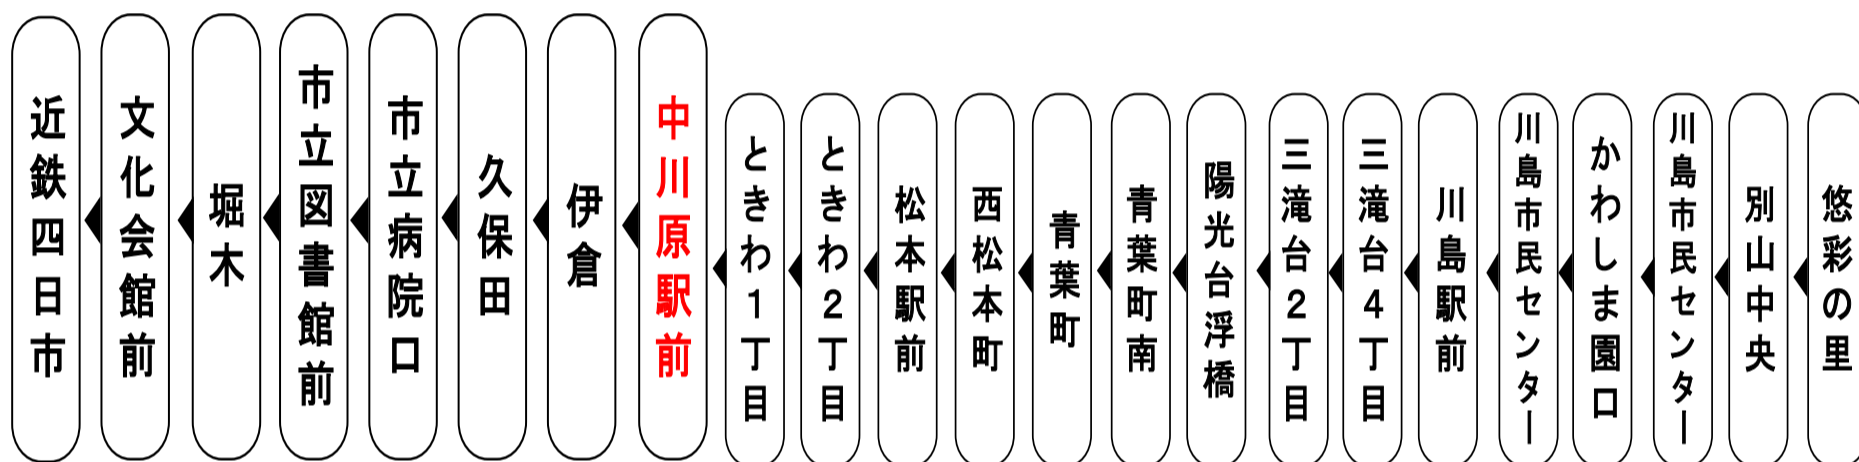 近鉄四日市
文化会館前
堀木
市立図書館前
市立病院口
久保田
伊倉
中川原駅前
ときわ1丁目
ときわ2丁目
松本駅前
西松本町
青葉町
青葉町南
陽光台浮橋
三滝台2丁目
三滝台4丁目
川島駅前
川島市民センター
かわしま園口
川島市民センター
別山中央
悠彩の里